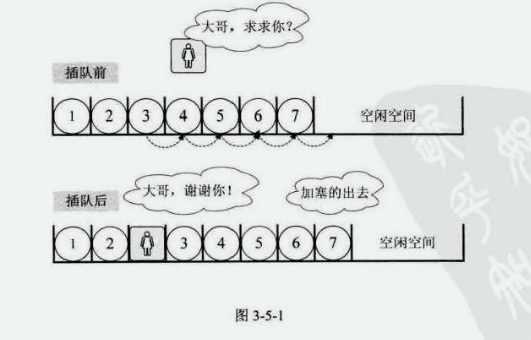 大哥，求求你？
插队前
1 2 3 4 5 6 7 空闲空间
大哥，谢谢你！
加塞的出去
插队后
1 2 3 4 5 6 7 空闲空间
图 3-5-1